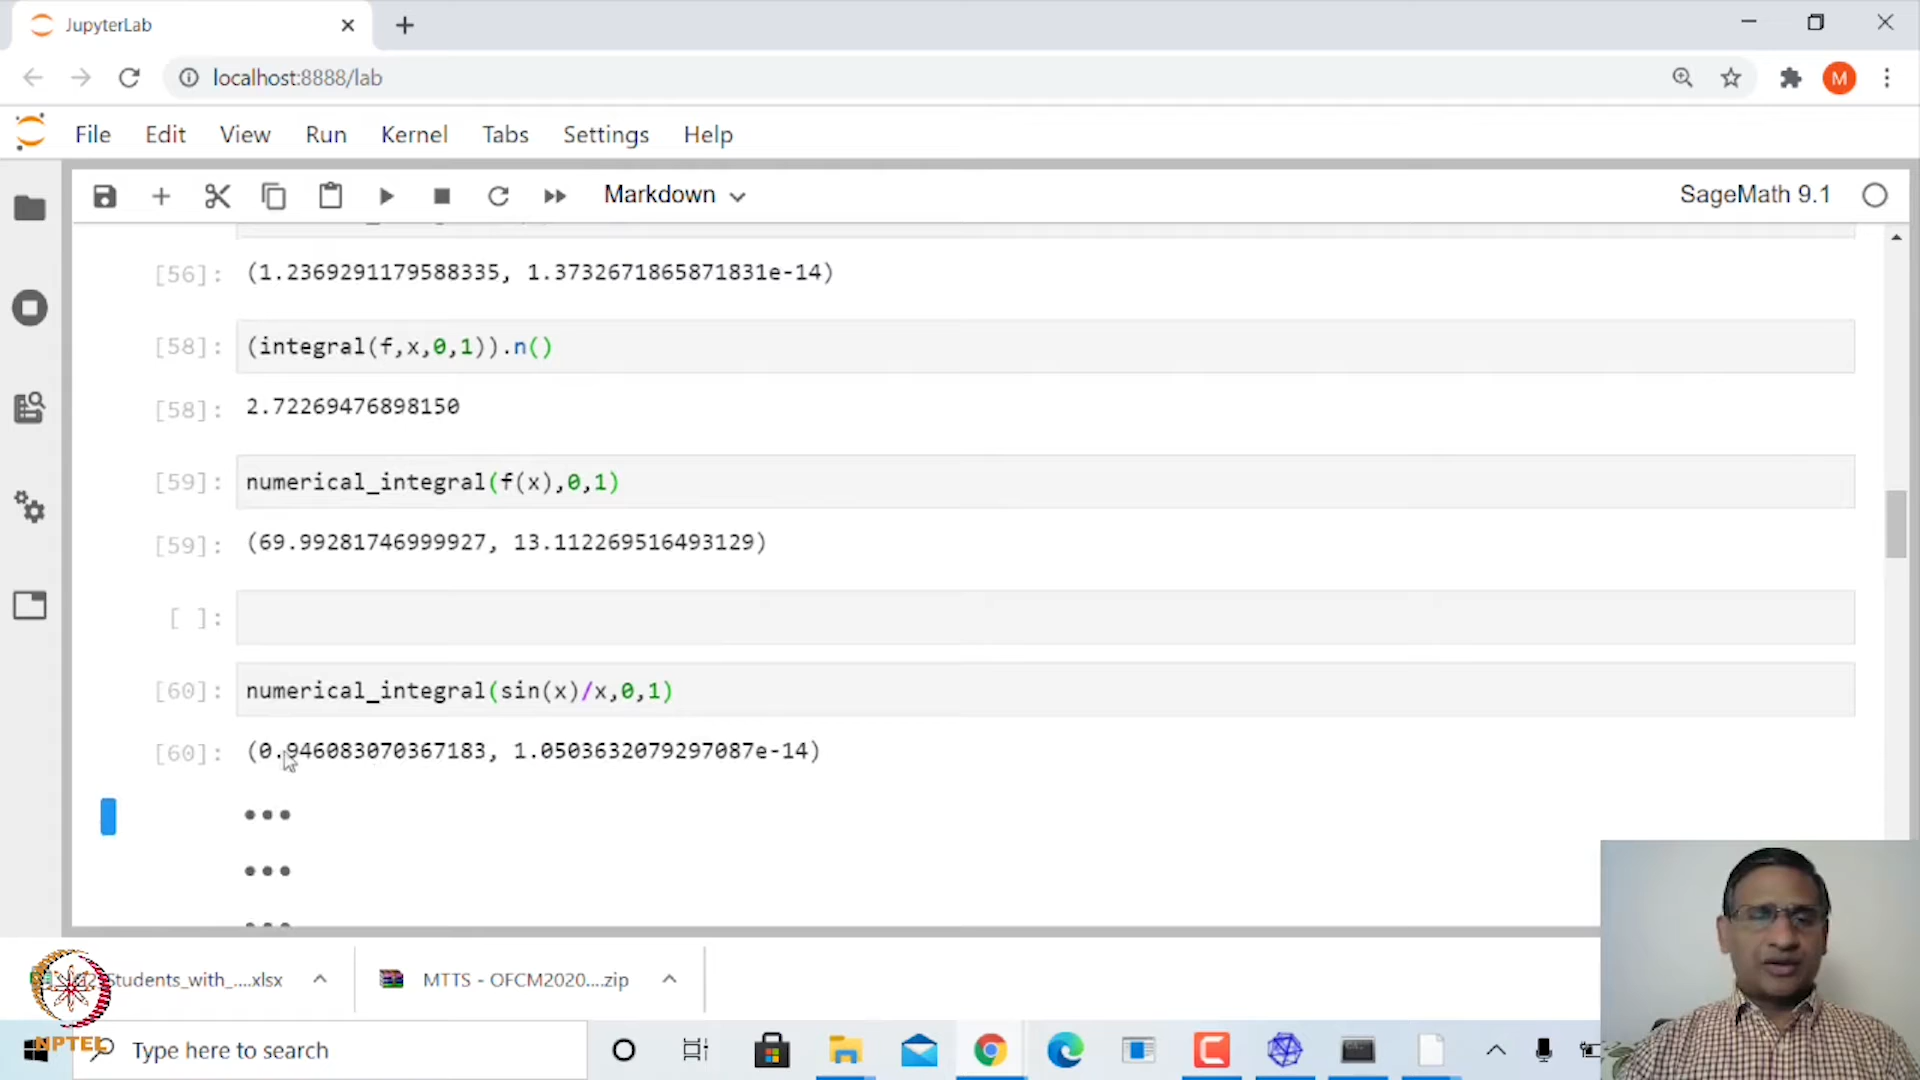 JupyterLab
localhost:8888/lab
M
File Edit View Run Kernel Tabs Settings Help
Markdown
SageMath 9.1
[56]: (1.2369291179588335, 1.3732671865871831e-14)
[58]: (integral(f,x,0,1)).n()
[58]: 2.72269476898150
[59]: numerical_integral(f(x),0,1)
[59]: (69.99281746999927, 13.112269516493129)
[ ]:
[60]: numerical_integral(sin(x)/x,0,1)
[60]: (0.946083070367183, 1.0503632079297087e-14)
Students_with_....xlsx
MTTS - OFCM2020....zip
NPTEL
Type here to search